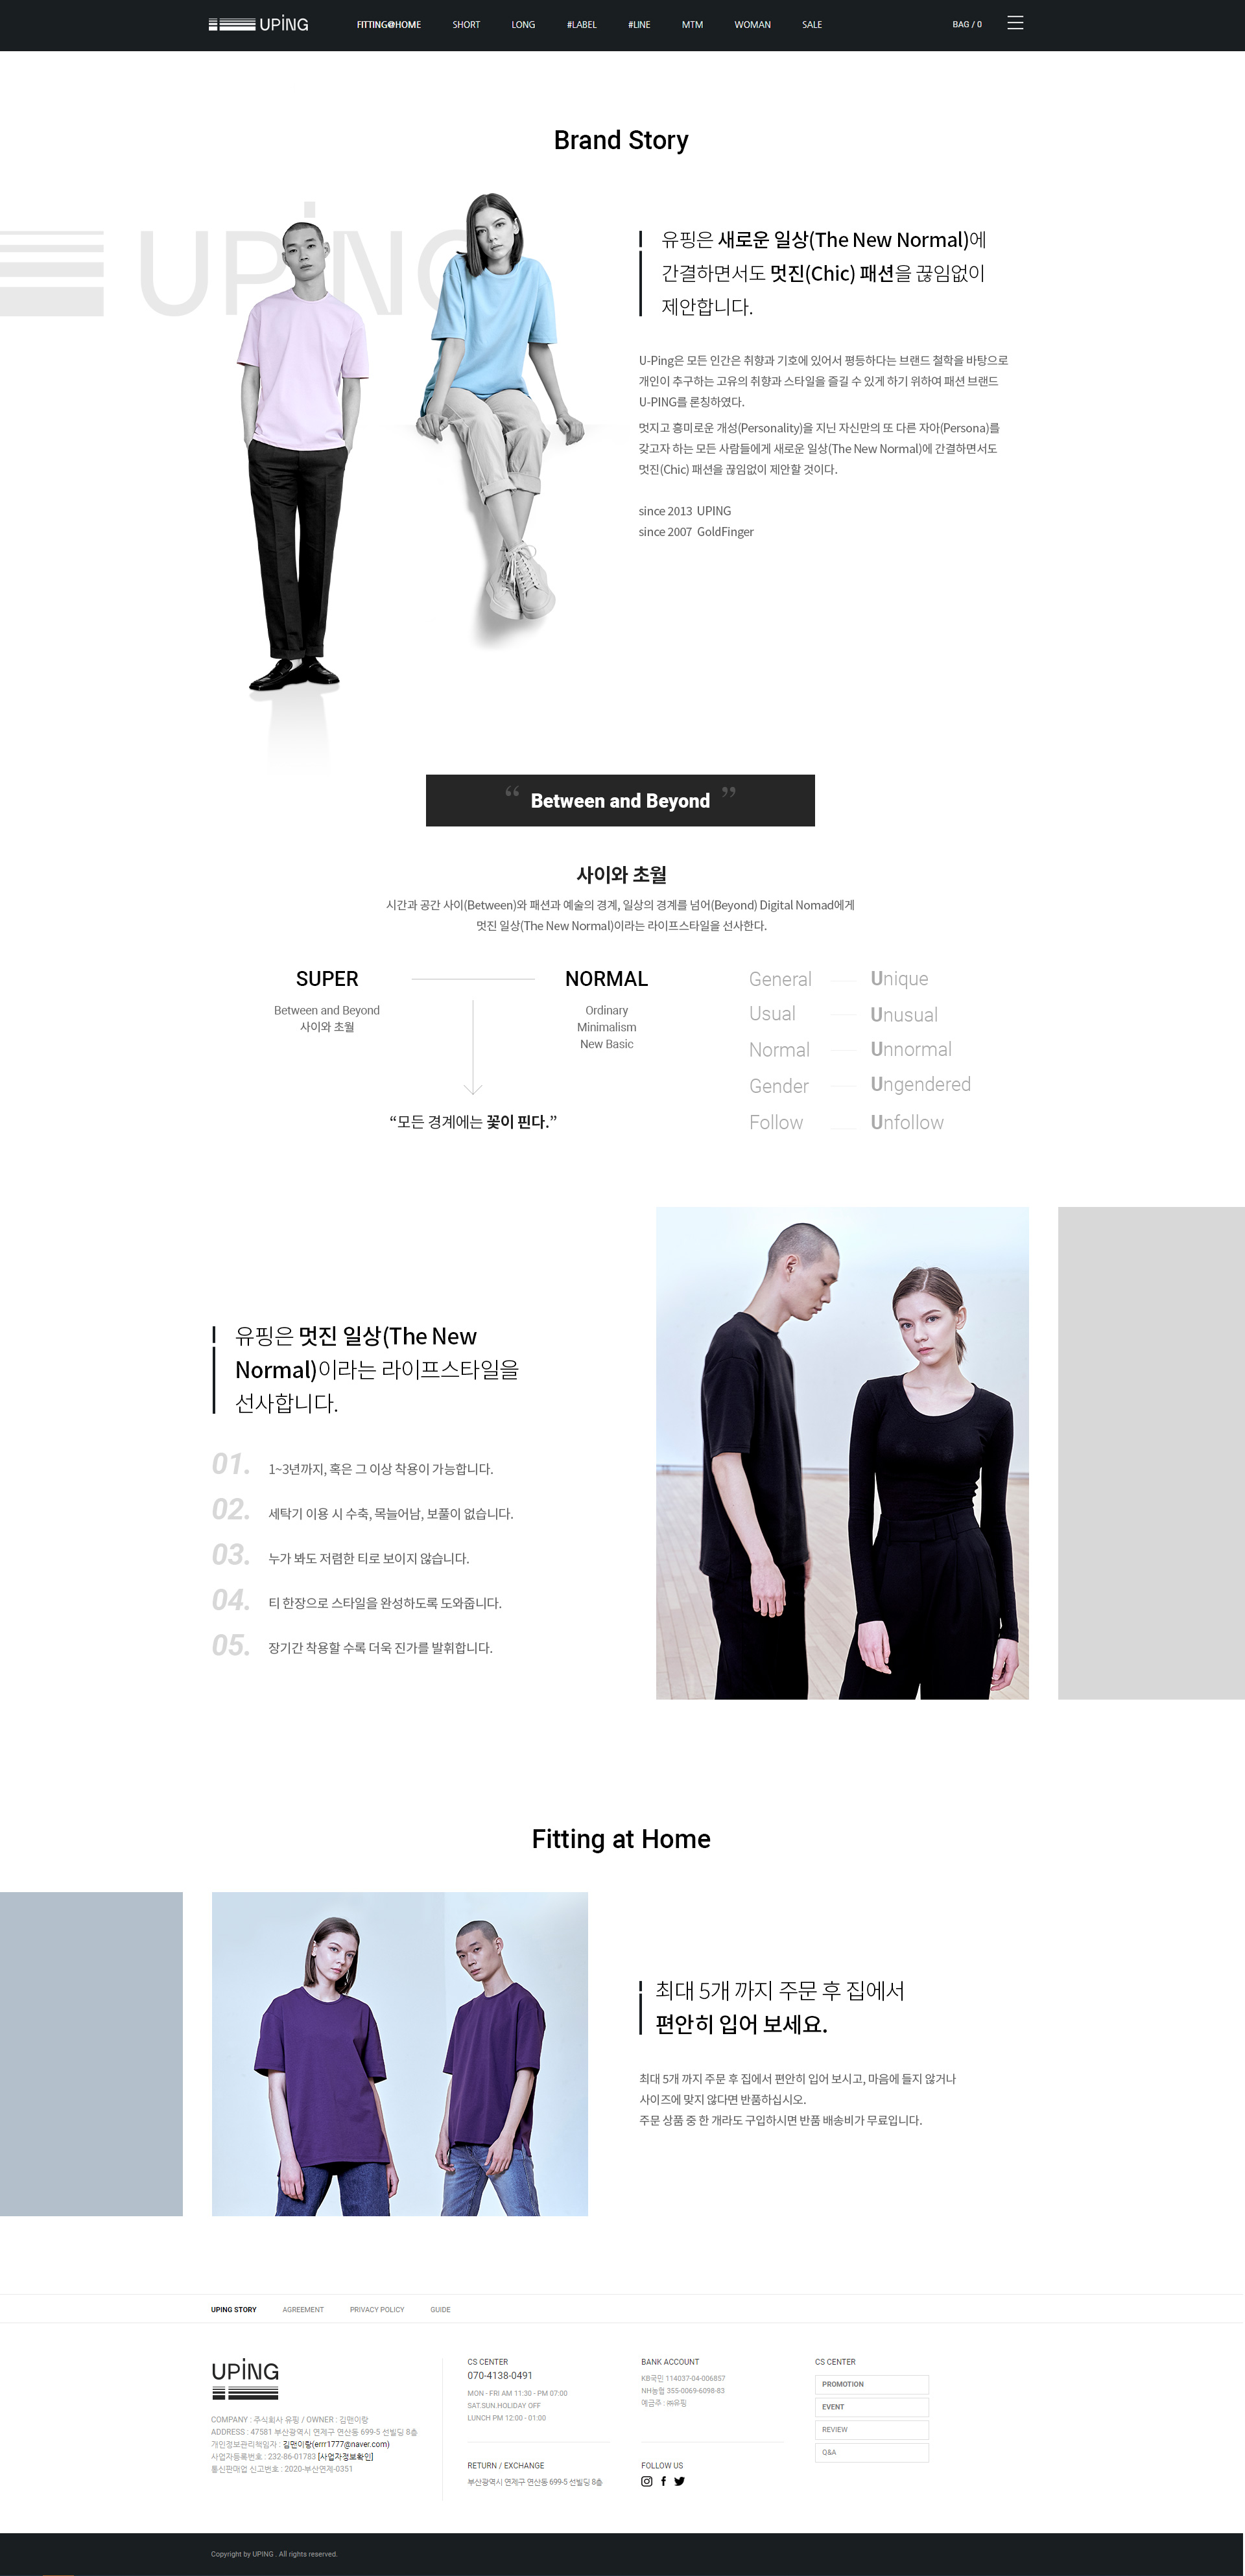 UPING
FITTING@HOME SHORT LONG #LABEL #LINE MTM WOMAN SALE BAG / 0
Brand Story
UPING
유핑은 새로운 일상(The New Normal)에
간결하면서도 멋진(Chic) 패션을 끊임없이
제안합니다.
U-Ping은 모든 인간은 취향과 기호에 있어서 평등하다는 브랜드 철학을 바탕으로
개인이 추구하는 고유의 취향과 스타일을 즐길 수 있게 하기 위하여 패션 브랜드
U-PING를 론칭하였다.
멋지고 흥미로운 개성(Personality)을 지닌 자신만의 또 다른 자아(Persona)를
갖고자 하는 모든 사람들에게 새로운 일상(The New Normal)에 간결하면서도
멋진(Chic) 패션을 끊임없이 제안할 것이다.
since 2013 UPING
since 2007 GoldFinger
“ Between and Beyond ”
사이와 초월
시간과 공간 사이(Between)와 패션과 예술의 경계, 일상의 경계를 넘어(Beyond) Digital Nomad에게
멋진 일상(The New Normal)이라는 라이프스타일을 선사한다.
SUPER
Between and Beyond
사이와 초월
NORMAL
Ordinary
Minimalism
New Basic
“모든 경계에는 꽃이 핀다.”
General Unique
Usual Unusual
Normal Unnormal
Gender Ungendered
Follow Unfollow
유핑은 멋진 일상(The New
Normal)이라는 라이프스타일을
선사합니다.
01. 1~3년까지, 혹은 그 이상 착용이 가능합니다.
02. 세탁기 이용 시 수축, 목늘어남, 보풀이 없습니다.
03. 누가 봐도 저렴한 티로 보이지 않습니다.
04. 티 한장으로 스타일을 완성하도록 도와줍니다.
05. 장기간 착용할 수록 더욱 진가를 발휘합니다.
Fitting at Home
최대 5개 까지 주문 후 집에서
편안히 입어 보세요.
최대 5개 까지 주문 후 집에서 편안히 입어 보시고, 마음에 들지 않거나
사이즈에 맞지 않다면 반품하십시오.
주문 상품 중 한 개라도 구입하시면 반품 배송비가 무료입니다.
UPING STORY AGREEMENT PRIVACY POLICY GUIDE
UPING
COMPANY : 주식회사 유핑 / OWNER : 김맨이랑
ADDRESS : 47581 부산광역시 연제구 연산동 699-5 선빌딩 8층
개인정보관리책임자 : 김맨이랑(errr1777@naver.com)
사업자등록번호 : 232-86-01783 [사업자정보확인]
통신판매업 신고번호 : 2020-부산연제-0351
CS CENTER
070-4138-0491
MON - FRI AM 11:30 - PM 07:00
SAT.SUN.HOLIDAY OFF
LUNCH PM 12:00 - 01:00
RETURN / EXCHANGE
부산광역시 연제구 연산동 699-5 선빌딩 8층
BANK ACCOUNT
KB국민 114037-04-006857
NH농협 355-0069-6098-83
예금주 : ㈜유핑
FOLLOW US
CS CENTER
PROMOTION
EVENT
REVIEW
Q&A
Copyright by UPING . All rights reserved.